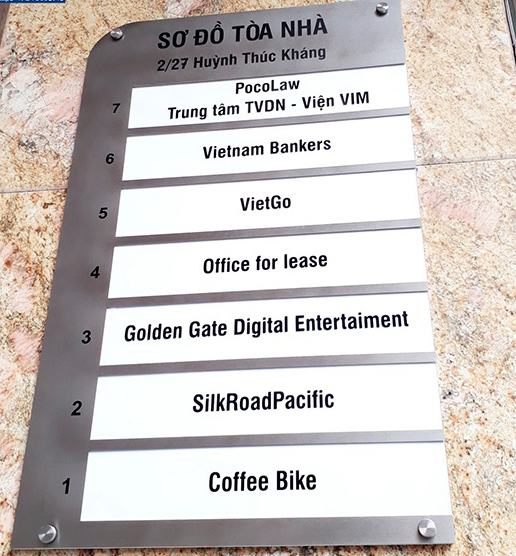 SƠ ĐỒ TÒA NHÀ
2/27 Huỳnh Thúc Kháng
7
PocoLaw
Trung tâm TVDN - Viện VIM
6 Vietnam Bankers
5 VietGo
4 Office for lease
3 Golden Gate Digital Entertaiment
2 SilkRoadPacific
1 Coffee Bike